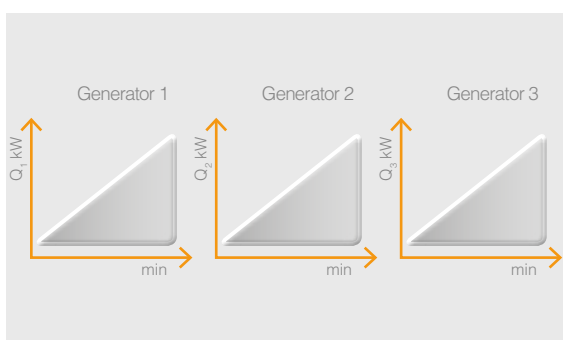 Generator 1
Q1 kW
min
Generator 2
Q2 kW
min
Generator 3
Q3 kW
min